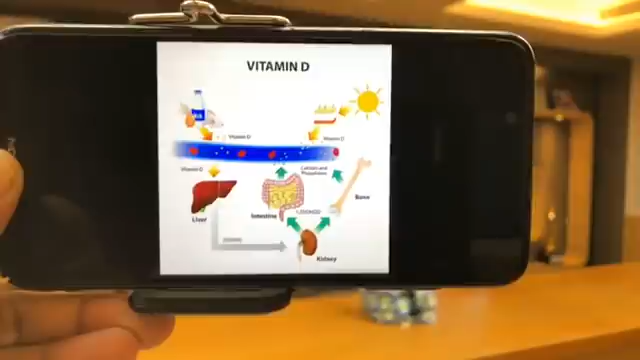 VITAMIN D
Vitamin D
Vitamin D
Vitamin D
Calcium and
Phosphorus
Bone
Liver
Intestine
Kidney